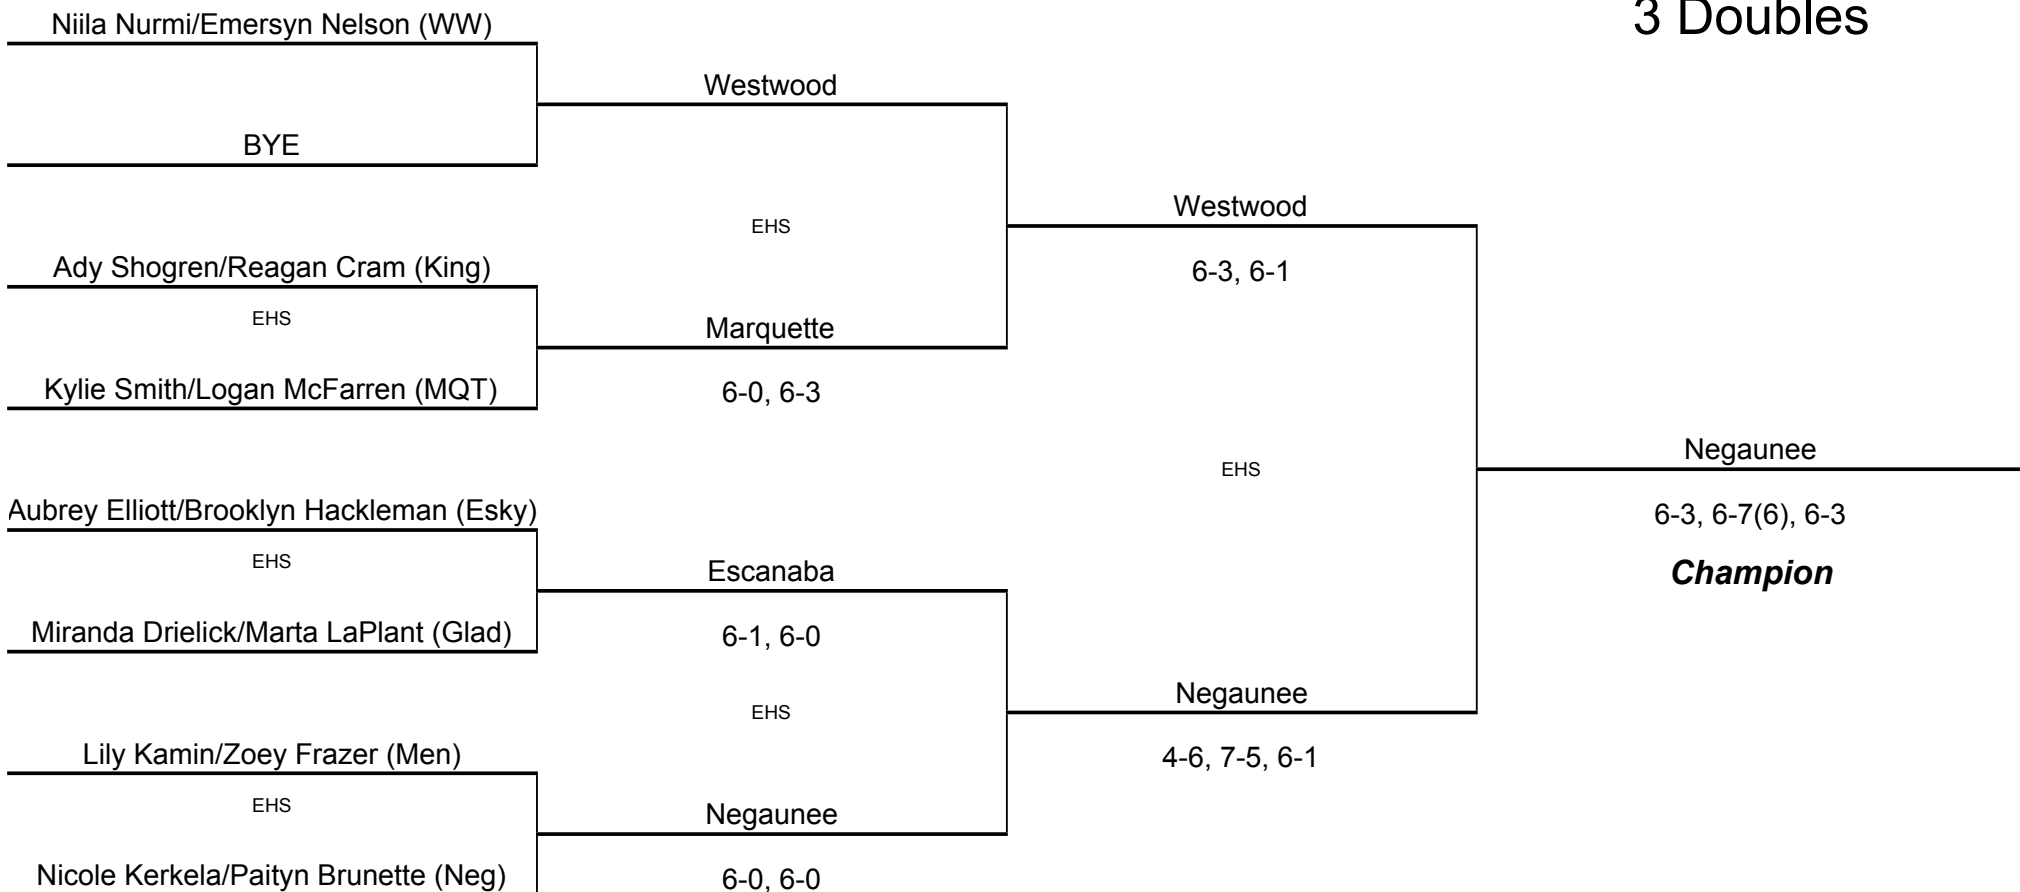 3 Doubles
Niila Nurmi/Emersyn Nelson (WW)
Westwood
BYE
EHS
Westwood
Ady Shogren/Reagan Cram (King)
6-3, 6-1
EHS
Marquette
Kylie Smith/Logan McFarren (MQT)
6-0, 6-3
EHS
Negaunee
Aubrey Elliott/Brooklyn Hackleman (Esky)
6-3, 6-7(6), 6-3
EHS
Escanaba
Champion
Miranda Drielick/Marta LaPlant (Glad)
6-1, 6-0
EHS
Negaunee
Lily Kamin/Zoey Frazer (Men)
4-6, 7-5, 6-1
EHS
Negaunee
Nicole Kerkela/Paityn Brunette (Neg)
6-0, 6-0